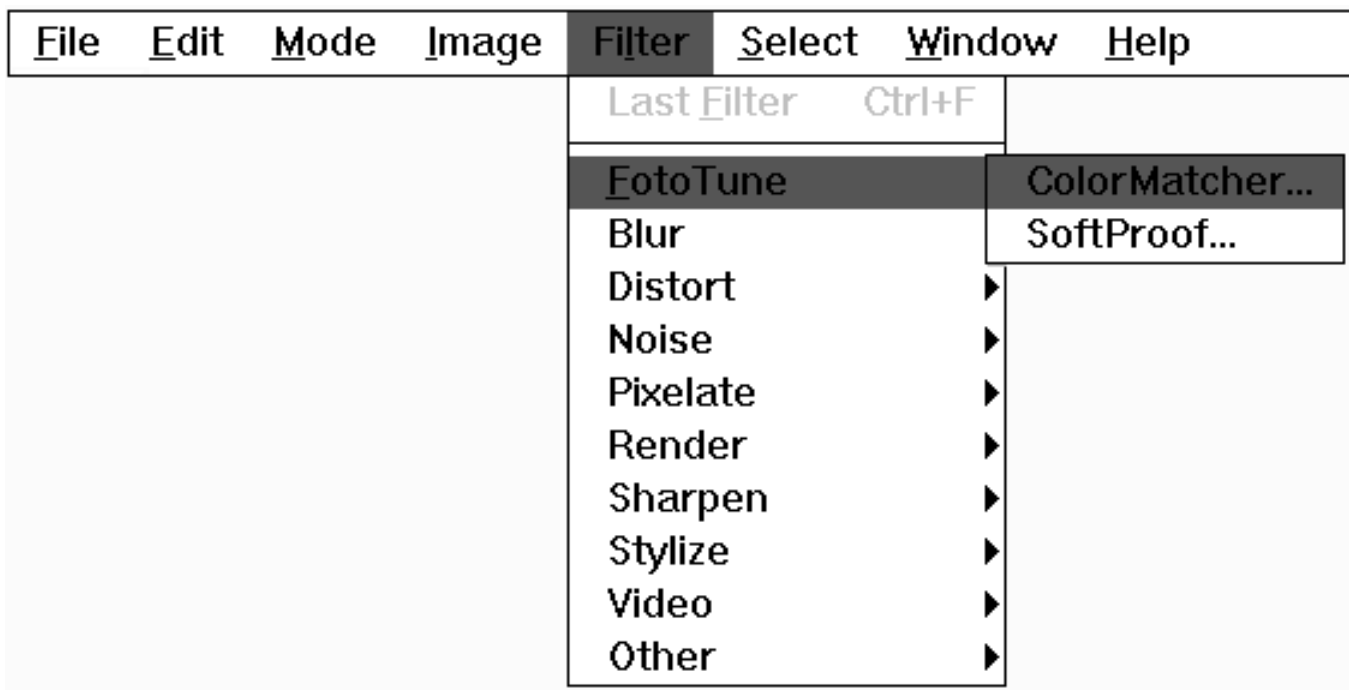 File Edit Mode Image Filter Select Window Help
Last Filter Ctrl+F
FotoTune ColorMatcher...
Blur SoftProof...
Distort
Noise
Pixelate
Render
Sharpen
Stylize
Video
Other